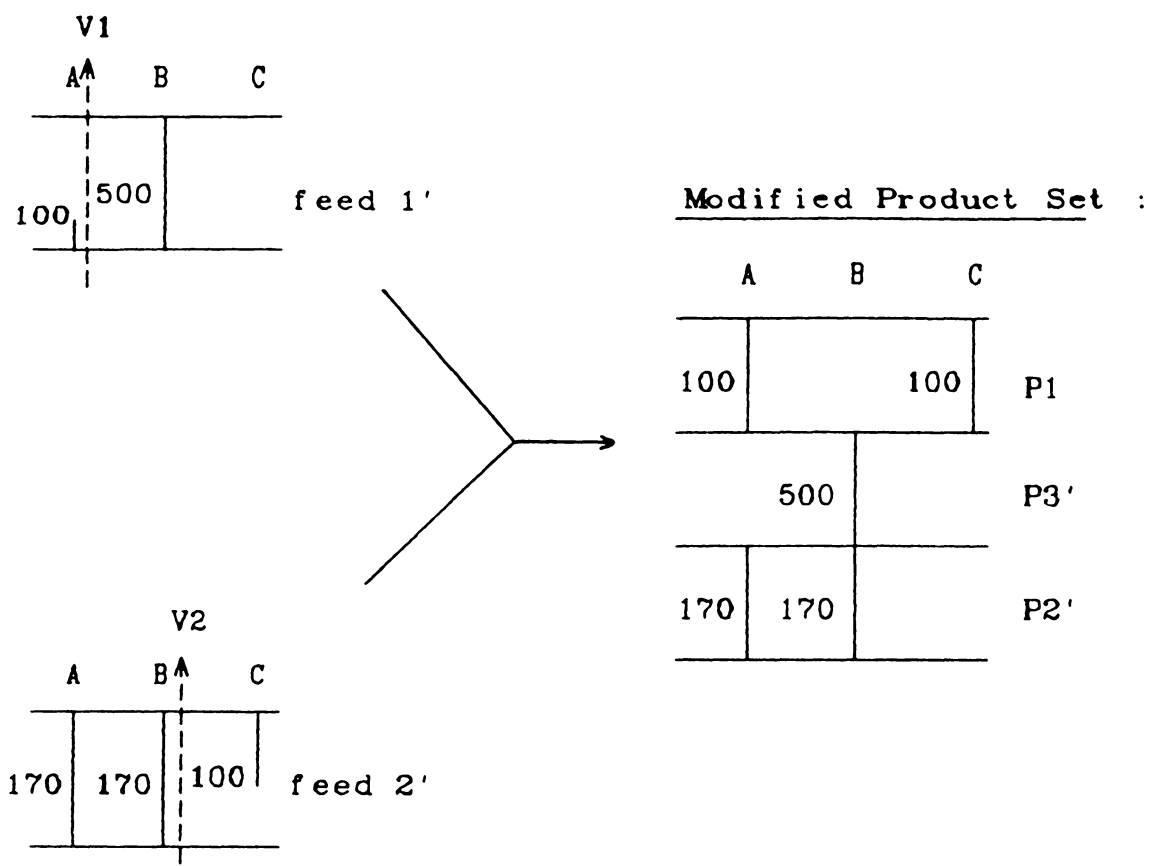 V1
A B C
500
100
feed 1'
Modified Product Set :
A B C
100 100 P1
500 P3'
170 170 P2'
V2
A B C
170 170 100 feed 2'